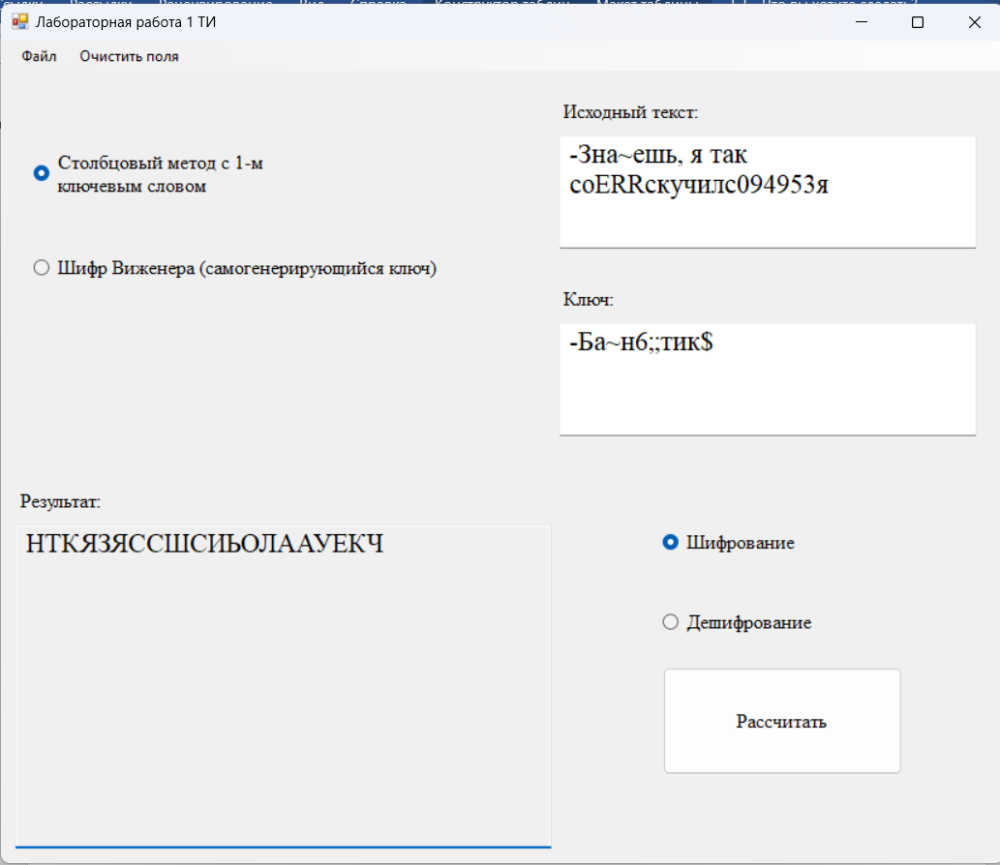 Лабораторная работа 1 ТИ
Файл Очистить поля
Исходный текст:
-Зна~ешь, я так
соERRскучилс094953я
Столбцовый метод с 1-м
ключевым словом
Шифр Виженера (самогенерирующийся ключ)
Ключ:
-Ба~н6;;тик$
Результат:
НТКЯЗЯССШСИЬОЛААУЕКЧ
Шифрование
Дешифрование
Рассчитать